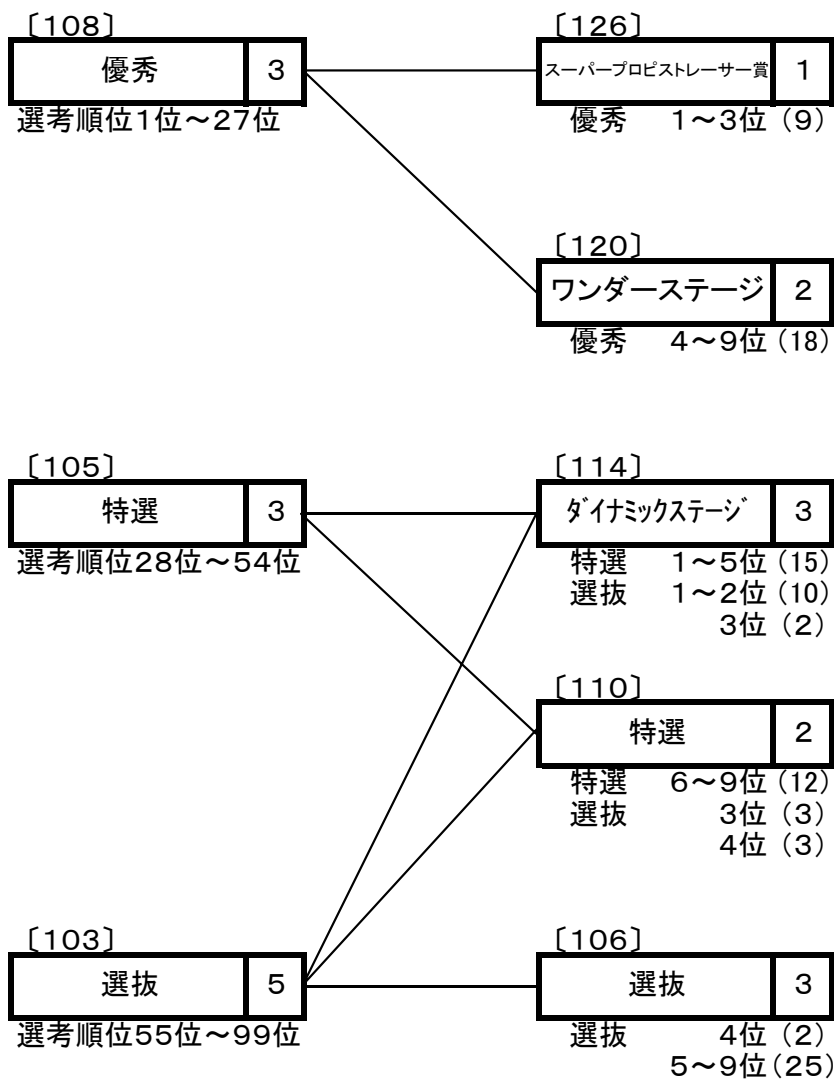 〔108〕
優秀 3
選考順位1位～27位
〔126〕
スーパープロピストレーサー賞 1
優秀 1～3位（9）
〔120〕
ワンダーステージ 2
優秀 4～9位（18）
〔105〕
特選 3
選考順位28位～54位
〔114〕
ダイナミックステージ 3
特選 1～5位（15）
選抜 1～2位（10）
3位（2）
〔110〕
特選 2
特選 6～9位（12）
選抜 3位（3）
4位（3）
〔103〕
選抜 5
選考順位55位～99位
〔106〕
選抜 3
選抜 4位（2）
5～9位（25）